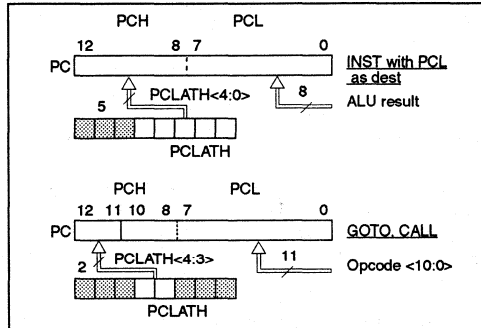 PCH PCL
12 8 7 0
PC INST with PCL
as dest
PCLATH<4:0> 8
5 ALU result
PCLATH
PCH PCL
12 11 10 8 7 0
PC GOTO, CALL
11
PCLATH<4:3>
2 Opcode <10:0>
PCLATH